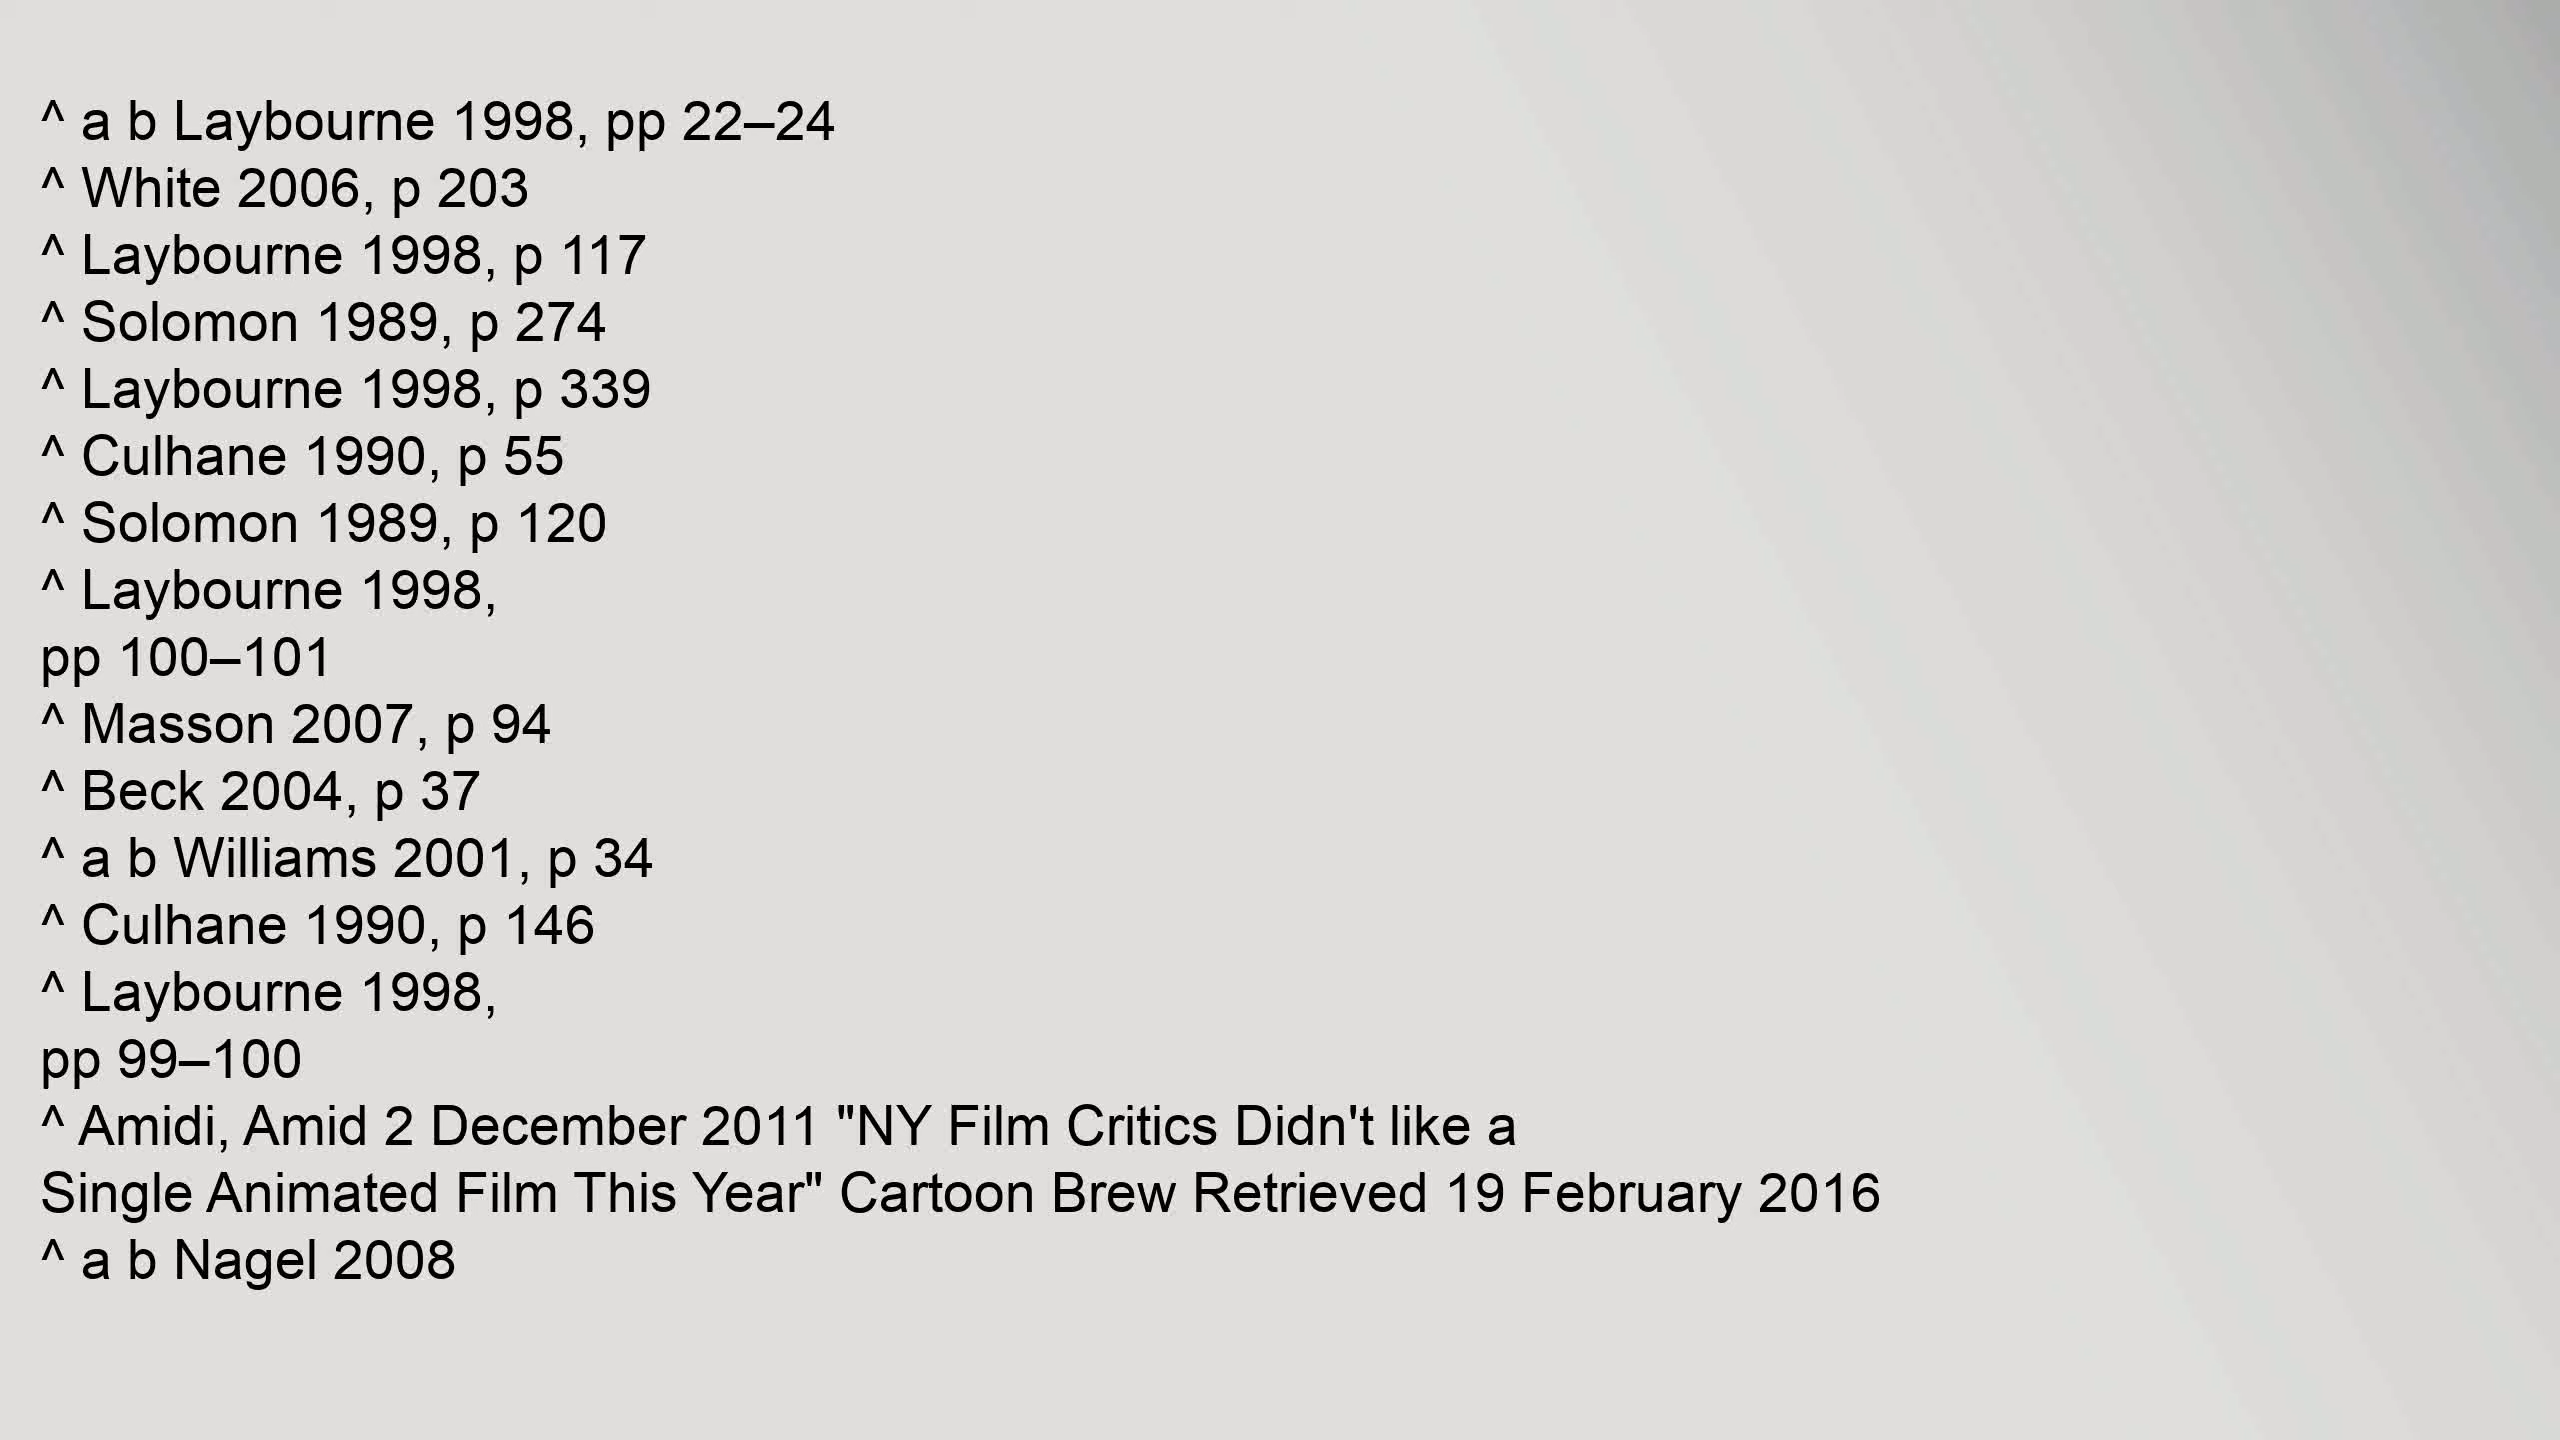 ^ a b Laybourne 1998, pp 22–24
^ White 2006, p 203
^ Laybourne 1998, p 117
^ Solomon 1989, p 274
^ Laybourne 1998, p 339
^ Culhane 1990, p 55
^ Solomon 1989, p 120
^ Laybourne 1998,
pp 100–101
^ Masson 2007, p 94
^ Beck 2004, p 37
^ a b Williams 2001, p 34
^ Culhane 1990, p 146
^ Laybourne 1998,
pp 99–100
^ Amidi, Amid 2 December 2011 "NY Film Critics Didn't like a
Single Animated Film This Year" Cartoon Brew Retrieved 19 February 2016
^ a b Nagel 2008